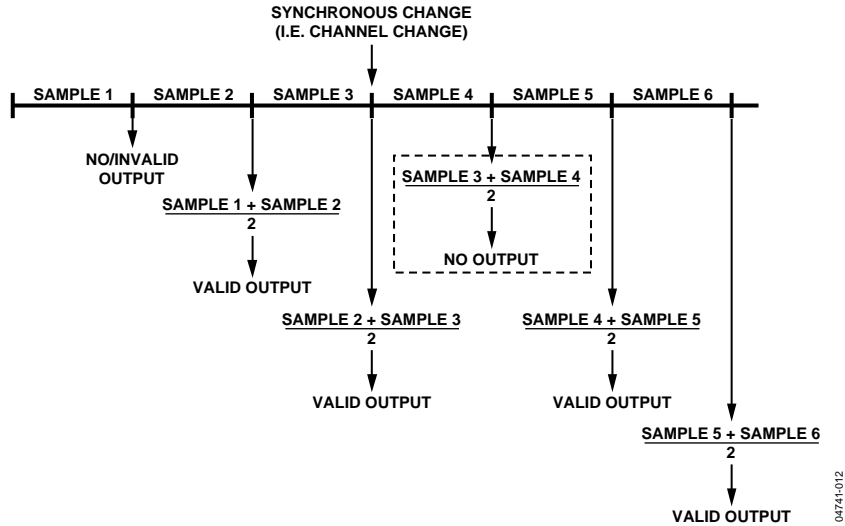 SYNCHRONOUS CHANGE
(I.E. CHANNEL CHANGE)
SAMPLE 1
SAMPLE 2
SAMPLE 3
SAMPLE 4
SAMPLE 5
SAMPLE 6
NO/INVALID
OUTPUT
SAMPLE 1 + SAMPLE 2
2
VALID OUTPUT
SAMPLE 2 + SAMPLE 3
2
VALID OUTPUT
SAMPLE 3 + SAMPLE 4
2
NO OUTPUT
SAMPLE 4 + SAMPLE 5
2
VALID OUTPUT
SAMPLE 5 + SAMPLE 6
2
VALID OUTPUT
04741-012